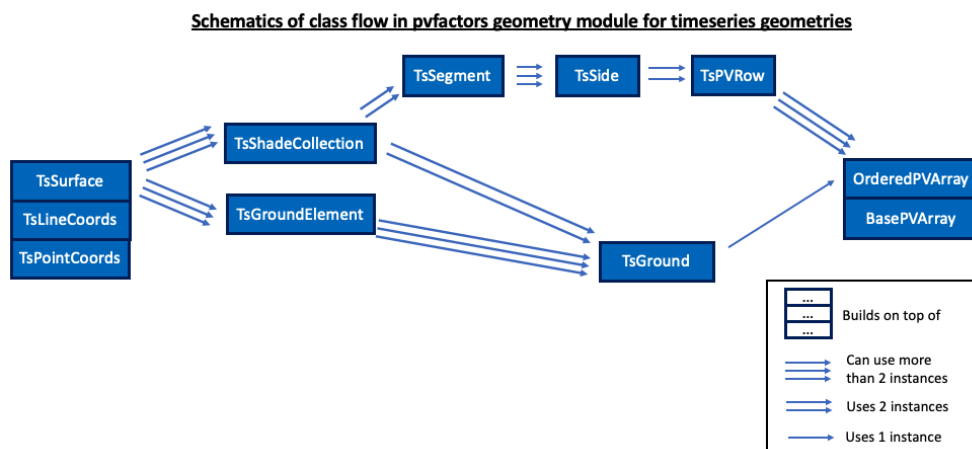 Schematics of class flow in pvfactors geometry module for timeseries geometries
TsSegment
TsSide
TsPVRow
TsShadeCollection
TsSurface
TsLineCoords
TsPointCoords
TsGroundElement
OrderedPVArray
BasePVArray
TsGround
...
...
...
Builds on top of
Can use more
than 2 instances
Uses 2 instances
Uses 1 instance